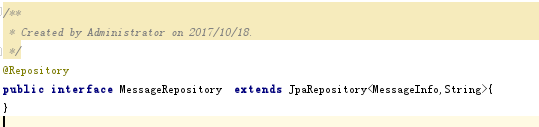 /**
 * Created by Administrator on 2017/10/18.
 */
@Repository
public interface MessageRepository  extends JpaRepository<MessageInfo,String>{
}